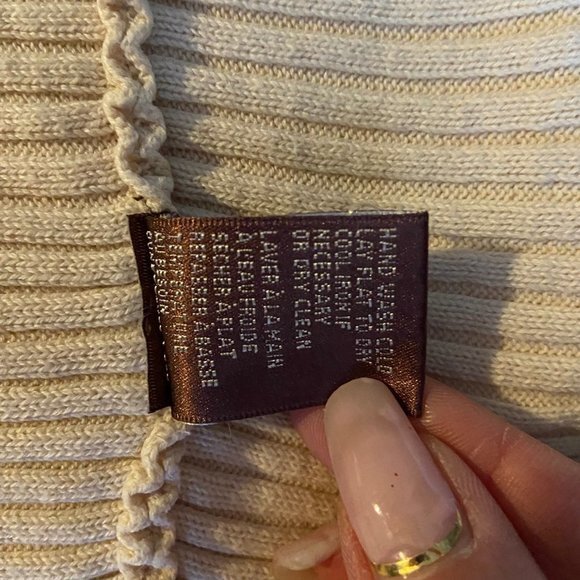 HAND WASH COLD
LAY FLAT TO DRY
COOL IRON IF
NECESSARY
OR DRY CLEAN
LAVER A LA MAIN
A L'EAU FROIDE
SECHER A PLAT
REPASSER A BASSE